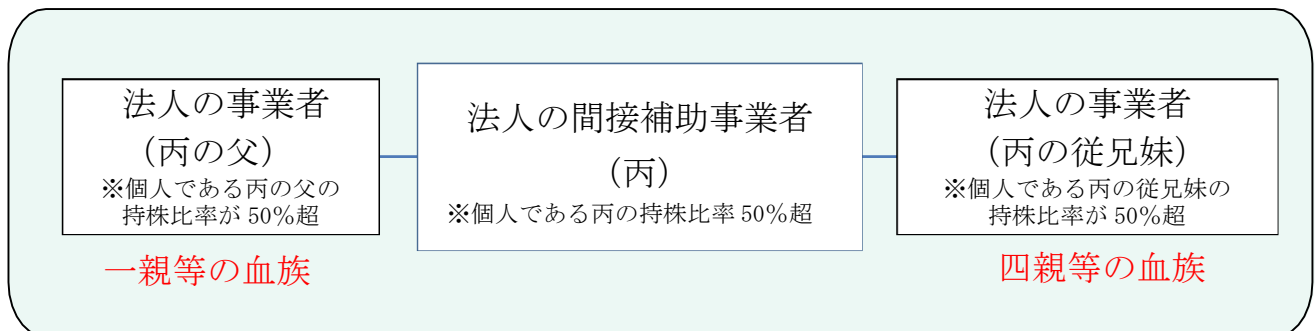 法人の事業者
（丙の父）
※個人である丙の父の
持株比率が 50％超
一親等の血族
法人の間接補助事業者
（丙）
※個人である丙の持株比率 50％超
法人の事業者
（丙の従兄妹）
※個人である丙の従兄妹の
持株比率が 50％超
四親等の血族